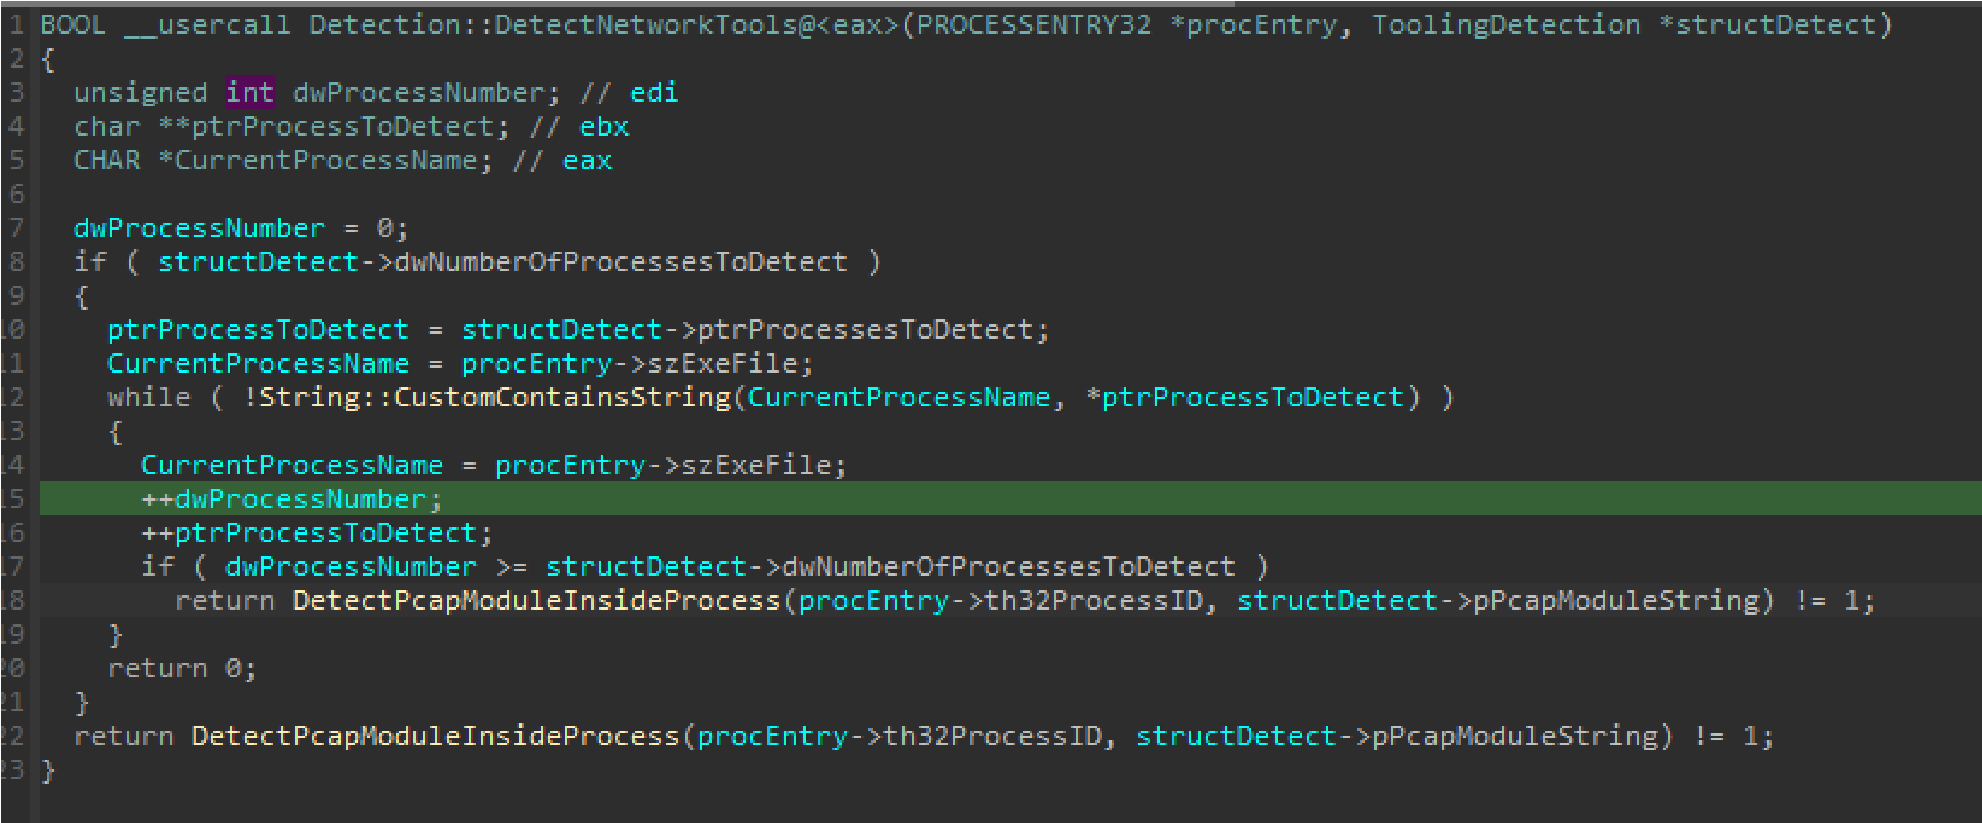 1 BOOL __usercall Detection::DetectNetworkTools@<eax>(PROCESSENTRY32 *procEntry, ToolingDetection *structDetect)
2 {
3   unsigned int dwProcessNumber; // edi
4   char **ptrProcessToDetect; // ebx
5   CHAR *CurrentProcessName; // eax
6
7   dwProcessNumber = 0;
8   if ( structDetect->dwNumberOfProcessesToDetect )
9   {
10     ptrProcessToDetect = structDetect->ptrProcessesToDetect;
11     CurrentProcessName = procEntry->szExeFile;
12     while ( !String::CustomContainsString(CurrentProcessName, *ptrProcessToDetect) )
13     {
14       CurrentProcessName = procEntry->szExeFile;
15       ++dwProcessNumber;
16       ++ptrProcessToDetect;
17       if ( dwProcessNumber >= structDetect->dwNumberOfProcessesToDetect )
18         return DetectPcapModuleInsideProcess(procEntry->th32ProcessID, structDetect->pPcapModuleString) != 1;
19     }
20     return 0;
21   }
22   return DetectPcapModuleInsideProcess(procEntry->th32ProcessID, structDetect->pPcapModuleString) != 1;
23 }